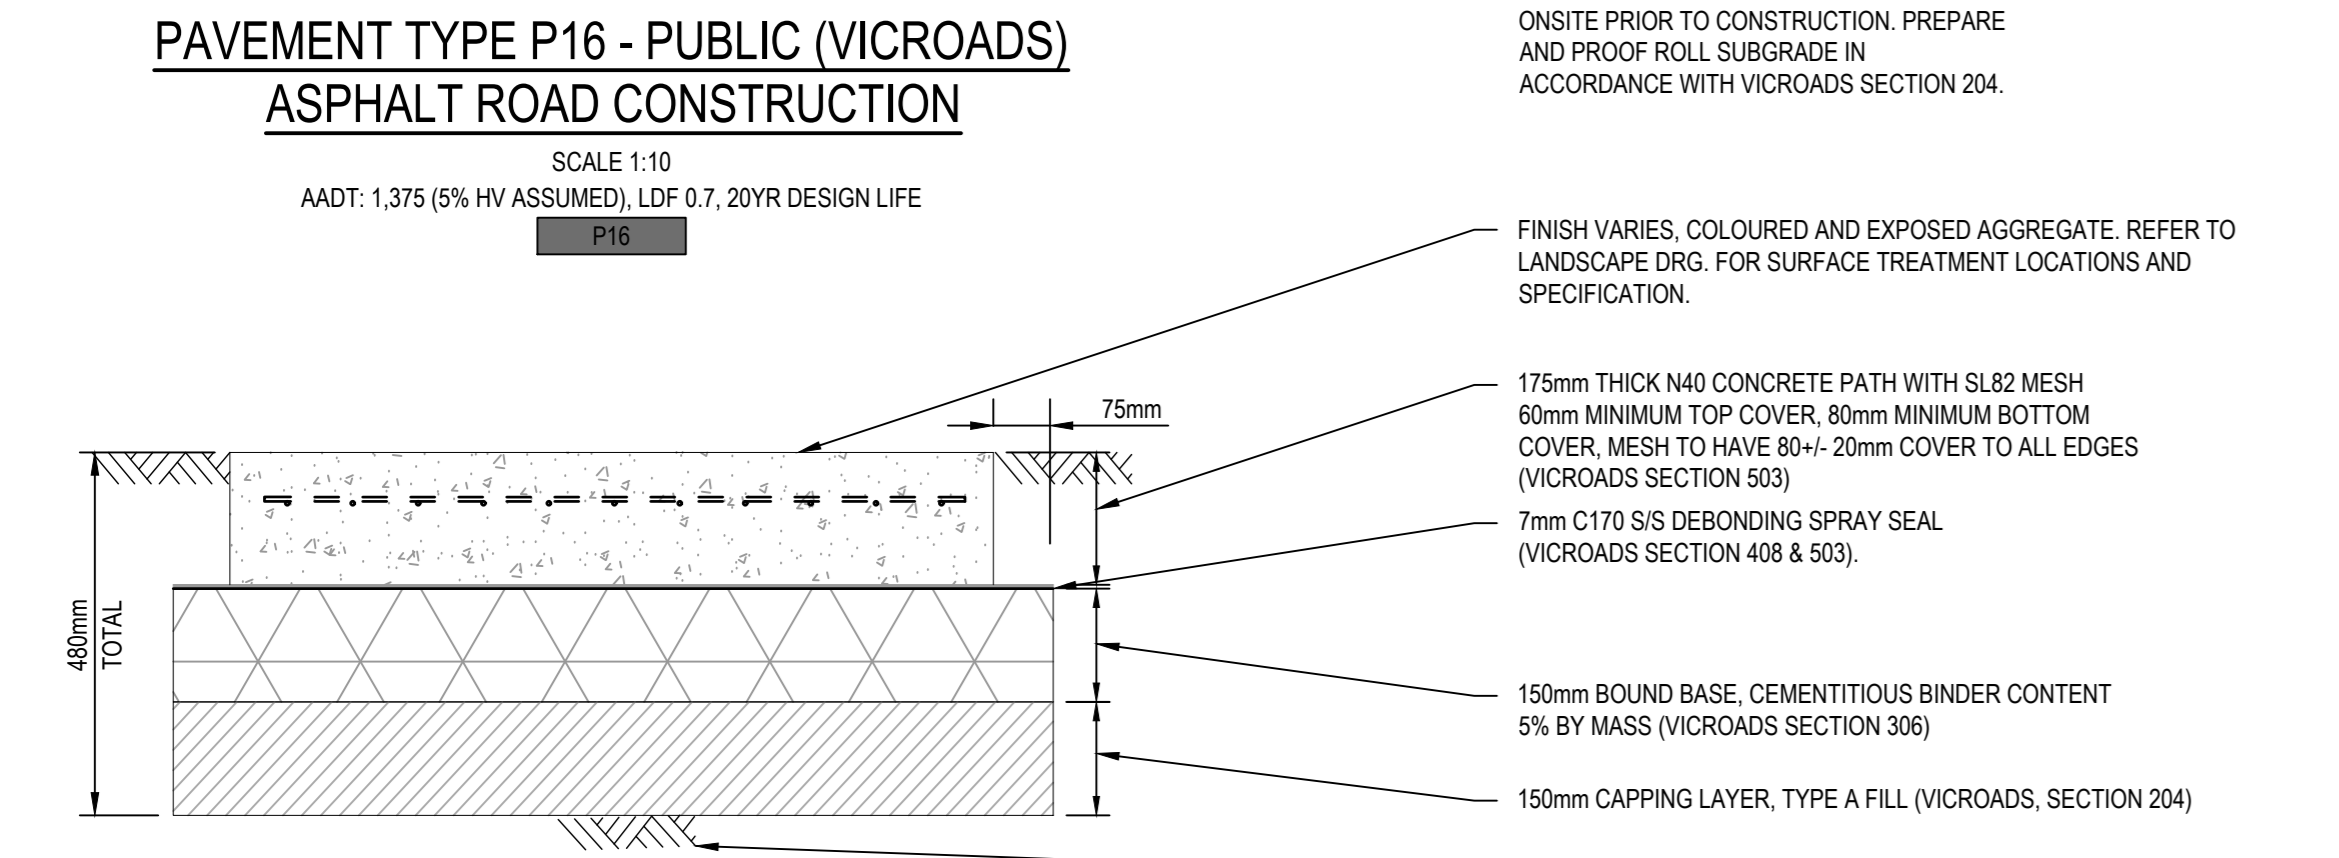 PAVEMENT TYPE P16 - PUBLIC (VICROADS)
ASPHALT ROAD CONSTRUCTION
SCALE 1:10
AADT: 1,375 (5% HV ASSUMED), LDF 0.7, 20YR DESIGN LIFE
P16
ONSITE PRIOR TO CONSTRUCTION. PREPARE
AND PROOF ROLL SUBGRADE IN
ACCORDANCE WITH VICROADS SECTION 204.
FINISH VARIES, COLOURED AND EXPOSED AGGREGATE. REFER TO
LANDSCAPE DRG. FOR SURFACE TREATMENT LOCATIONS AND
SPECIFICATION.
175mm THICK N40 CONCRETE PATH WITH SL82 MESH
60mm MINIMUM TOP COVER, 80mm MINIMUM BOTTOM
COVER, MESH TO HAVE 80+/- 20mm COVER TO ALL EDGES
(VICROADS SECTION 503)
75mm
7mm C170 S/S DEBONDING SPRAY SEAL
(VICROADS SECTION 408 & 503).
480mm
TOTAL
150mm BOUND BASE, CEMENTITIOUS BINDER CONTENT
5% BY MASS (VICROADS SECTION 306)
150mm CAPPING LAYER, TYPE A FILL (VICROADS, SECTION 204)